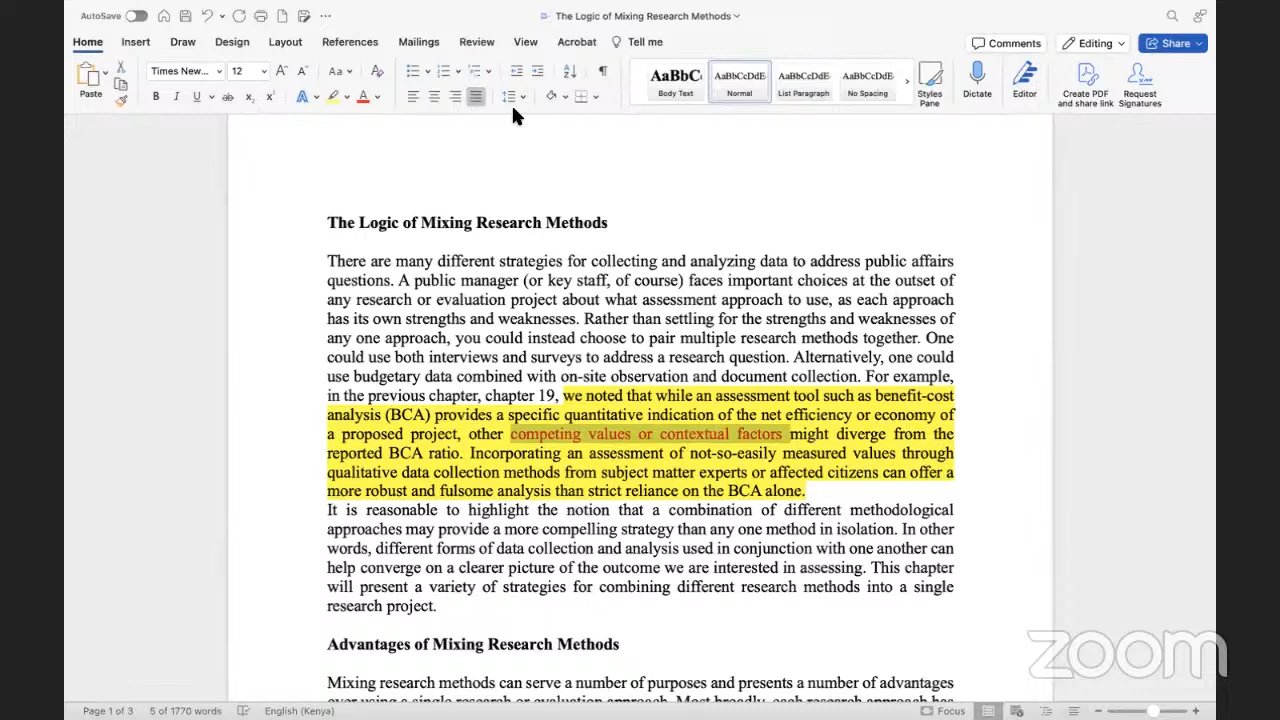 AutoSave
The Logic of Mixing Research Methods
Home Insert Draw Design Layout References Mailings Review View Acrobat Tell me
Comments Editing Share
Paste
Times New... 12
B I U
AaBbC AaBbCcDdE AaBbCcDdE AaBbCcDdE
Body Text Normal List Paragraph No Spacing
Styles Pane
Dictate
Editor
Create PDF and share link
Request Signatures
The Logic of Mixing Research Methods
There are many different strategies for collecting and analyzing data to address public affairs
questions. A public manager (or key staff, of course) faces important choices at the outset of
any research or evaluation project about what assessment approach to use, as each approach
has its own strengths and weaknesses. Rather than settling for the strengths and weaknesses of
any one approach, you could instead choose to pair multiple research methods together. One
could use both interviews and surveys to address a research question. Alternatively, one could
use budgetary data combined with on-site observation and document collection. For example,
in the previous chapter, chapter 19, we noted that while an assessment tool such as benefit-cost
analysis (BCA) provides a specific quantitative indication of the net efficiency or economy of
a proposed project, other competing values or contextual factors might diverge from the
reported BCA ratio. Incorporating an assessment of not-so-easily measured values through
qualitative data collection methods from subject matter experts or affected citizens can offer a
more robust and fulsome analysis than strict reliance on the BCA alone.
It is reasonable to highlight the notion that a combination of different methodological
approaches may provide a more compelling strategy than any one method in isolation. In other
words, different forms of data collection and analysis used in conjunction with one another can
help converge on a clearer picture of the outcome we are interested in assessing. This chapter
will present a variety of strategies for combining different research methods into a single
research project.
Advantages of Mixing Research Methods
Mixing research methods can serve a number of purposes and presents a number of advantages
over using a single research or evaluation approach. Most broadly, each research approach has
zoom
Page 1 of 3 5 of 1770 words English (Kenya) Focus